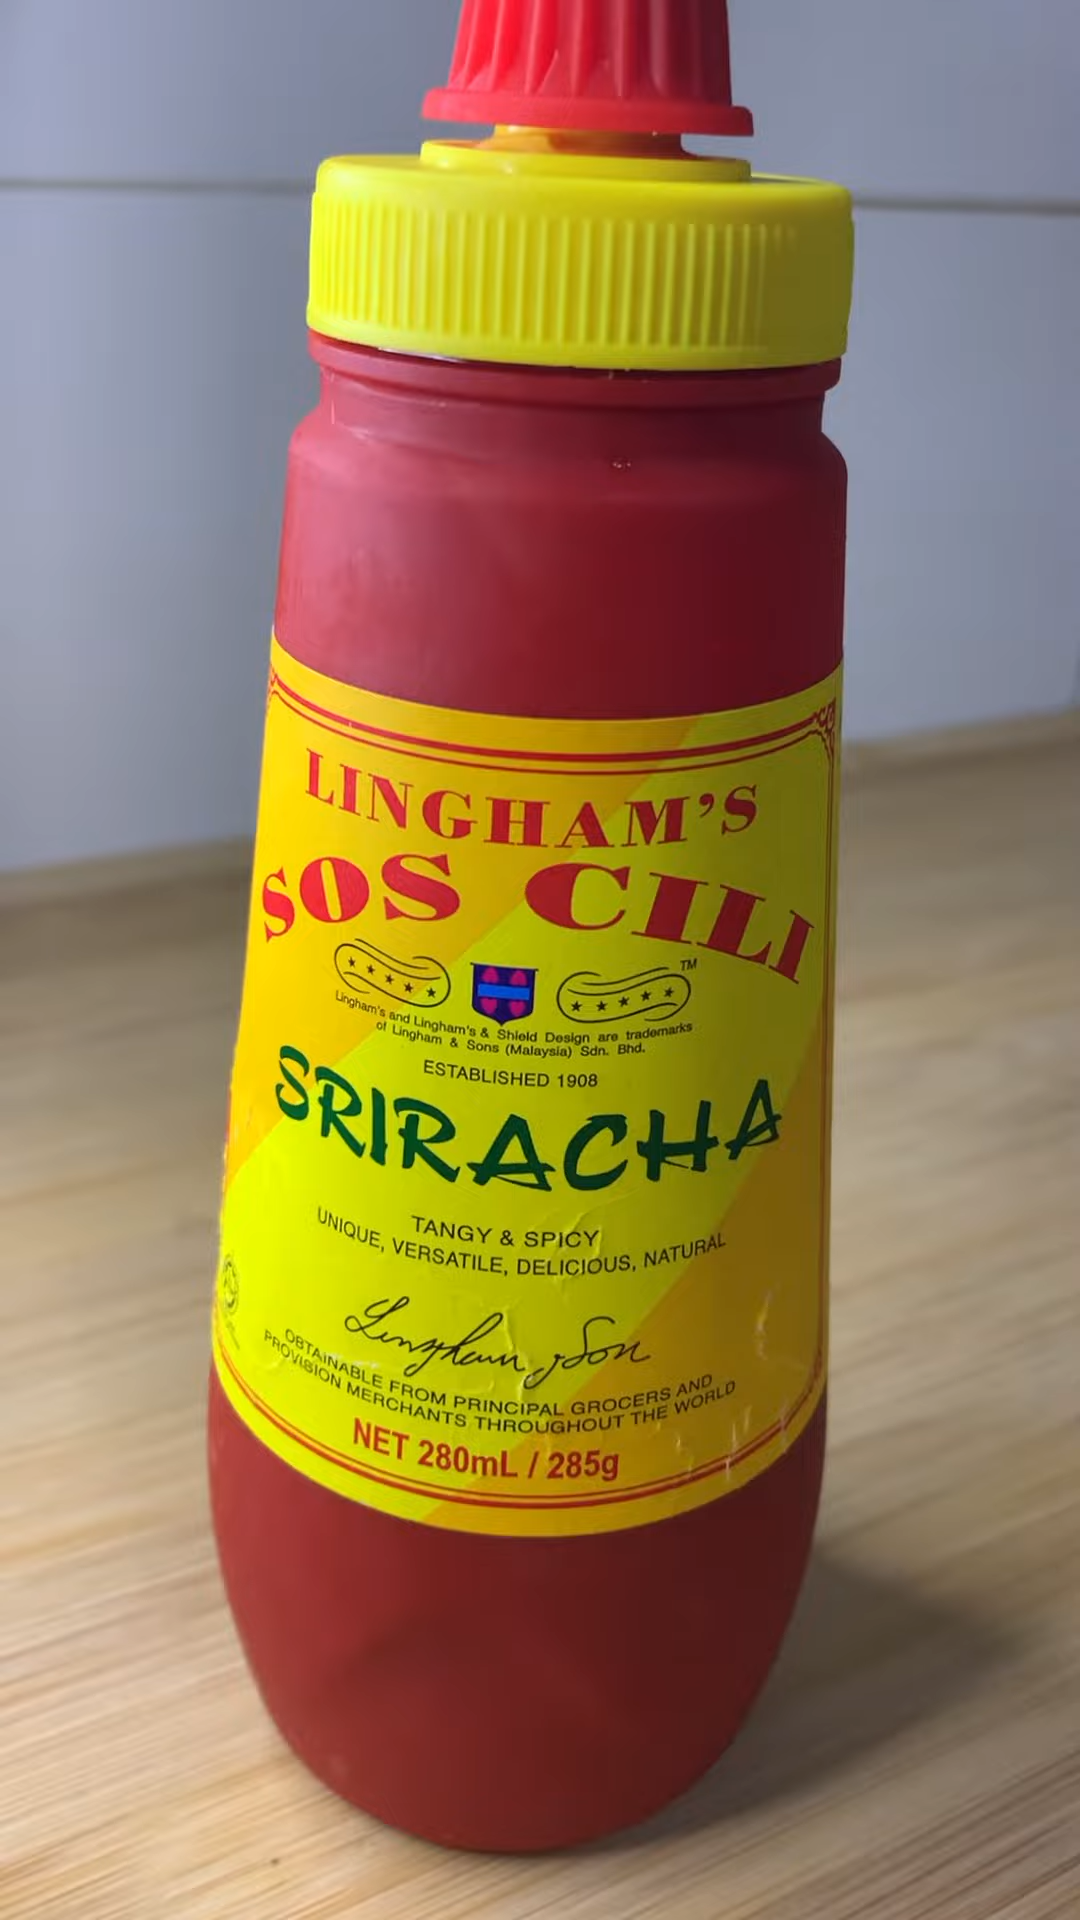 LINGHAM'S
SOS CILI
TM
Lingham's and Lingham's & Shield Design are trademarks
of Lingham & Sons (Malaysia) Sdn. Bhd.
ESTABLISHED 1908
SRIRACHA
TANGY & SPICY
UNIQUE, VERSATILE, DELICIOUS, NATURAL
Lingham & Son
OBTAINABLE FROM PRINCIPAL GROCERS AND
PROVISION MERCHANTS THROUGHOUT THE WORLD
NET 280mL / 285g